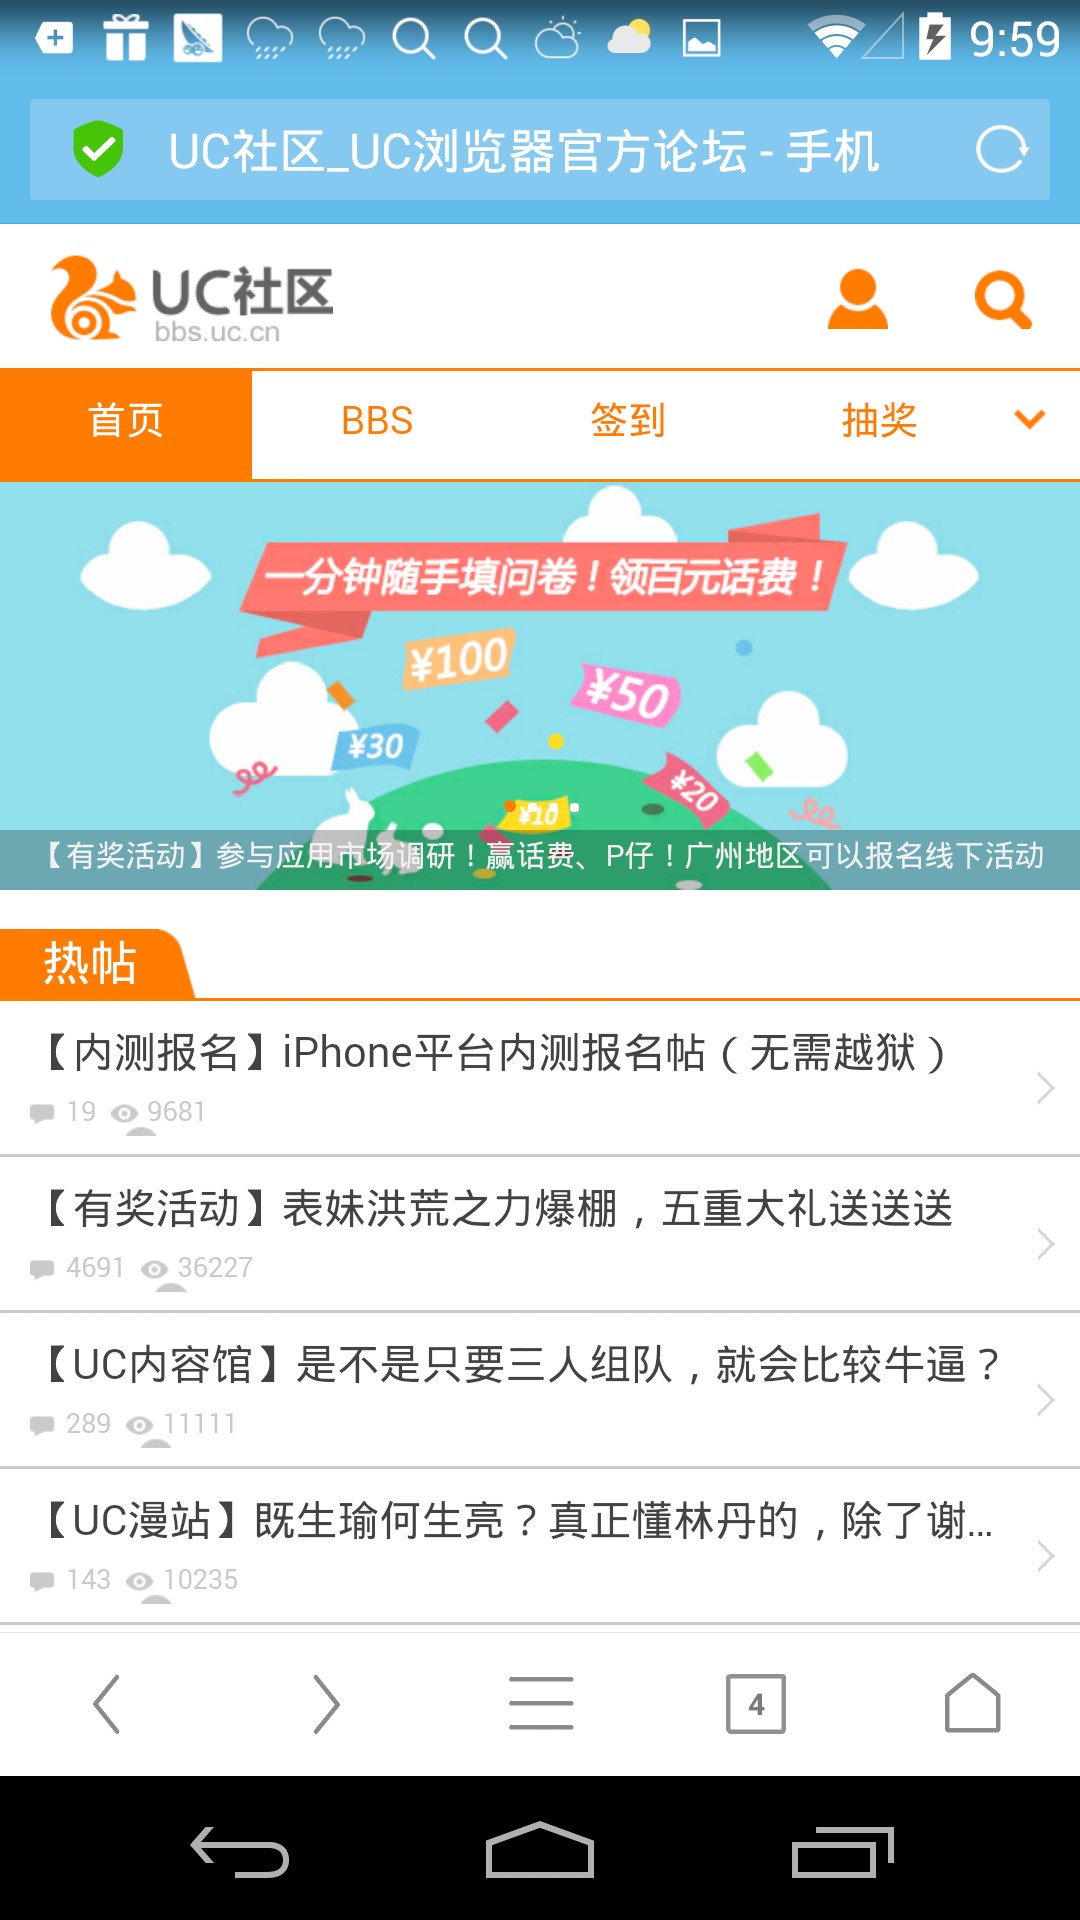 9:59
UC社区_UC浏览器官方论坛 - 手机
UC社区
bbs.uc.cn
首页 BBS 签到 抽奖
一分钟随手填问卷！领百元话费！
¥100
¥50
¥30
¥20
¥10
【有奖活动】参与应用市场调研！赢话费、P仔！广州地区可以报名线下活动
热帖
【内测报名】iPhone平台内测报名帖（无需越狱）
19 9681
【有奖活动】表妹洪荒之力爆棚，五重大礼送送送
4691 36227
【UC内容馆】是不是只要三人组队，就会比较牛逼？
289 11111
【UC漫站】既生瑜何生亮？真正懂林丹的，除了谢...
143 10235
4